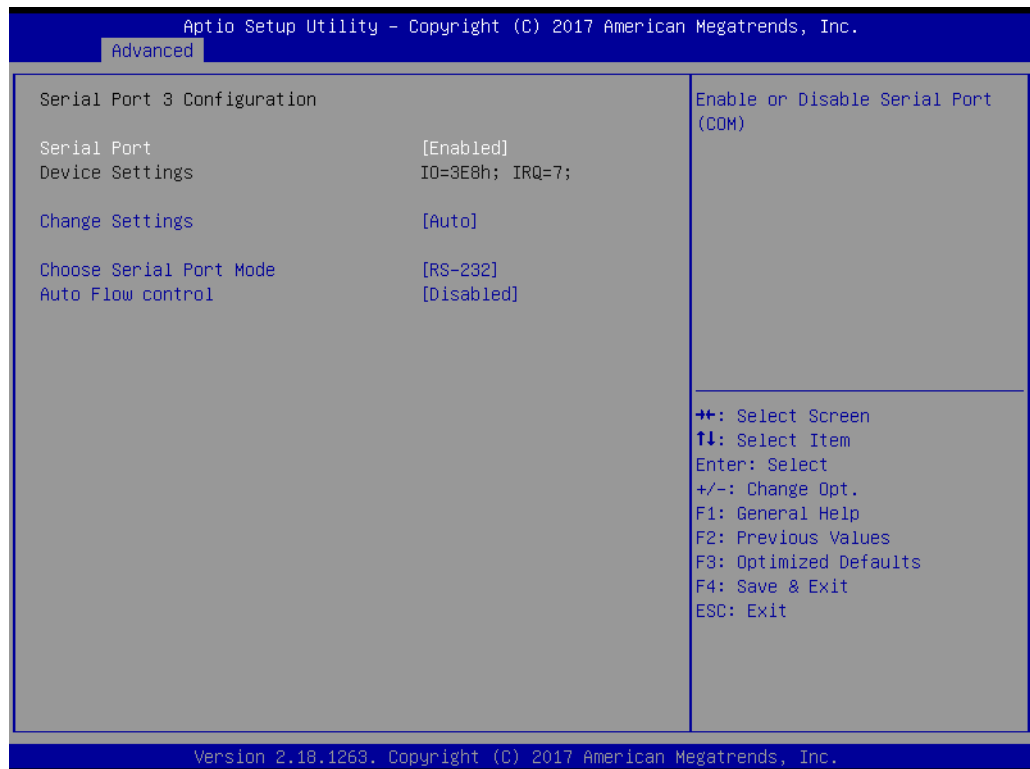 Aptio Setup Utility – Copyright (C) 2017 American Megatrends, Inc.
Advanced
Serial Port 3 Configuration
Serial Port [Enabled]
Device Settings IO=3E8h; IRQ=7;
Change Settings [Auto]
Choose Serial Port Mode [RS-232]
Auto Flow control [Disabled]
Enable or Disable Serial Port
(COM)
→←: Select Screen
↑↓: Select Item
Enter: Select
+/-: Change Opt.
F1: General Help
F2: Previous Values
F3: Optimized Defaults
F4: Save & Exit
ESC: Exit
Version 2.18.1263. Copyright (C) 2017 American Megatrends, Inc.